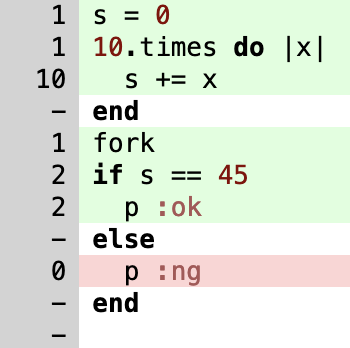 1 s = 0
1 10.times do |x|
10   s += x
- end
1 fork
2 if s == 45
2   p :ok
- else
0   p :ng
- end
-